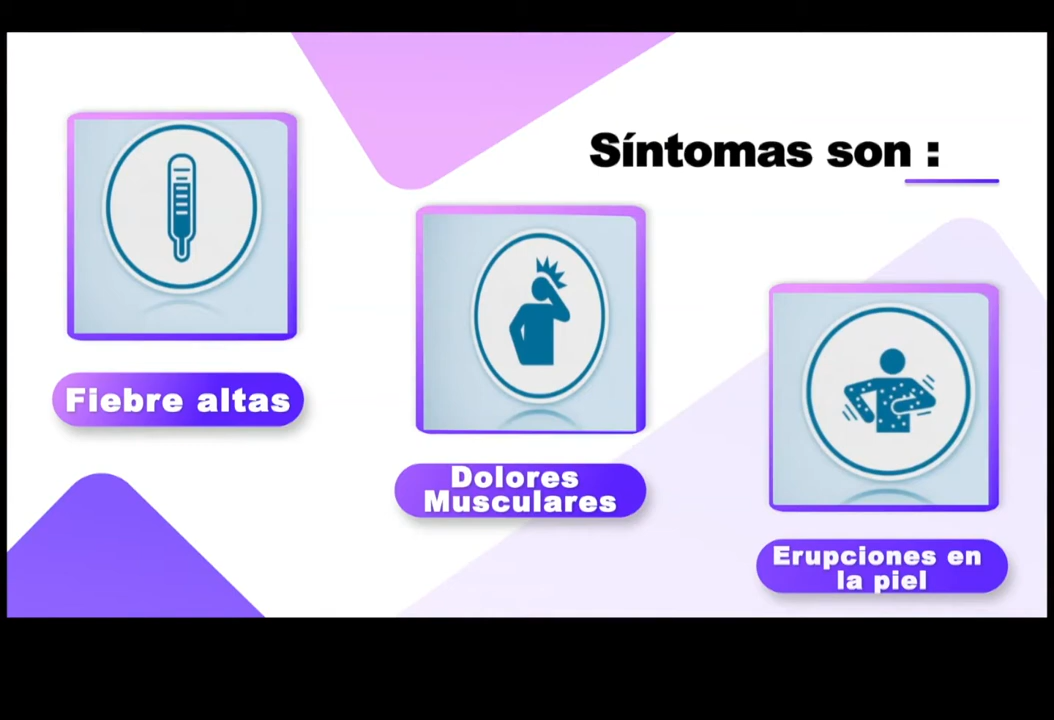 Síntomas son :
Fiebre altas
Dolores
Musculares
Erupciones en
la piel